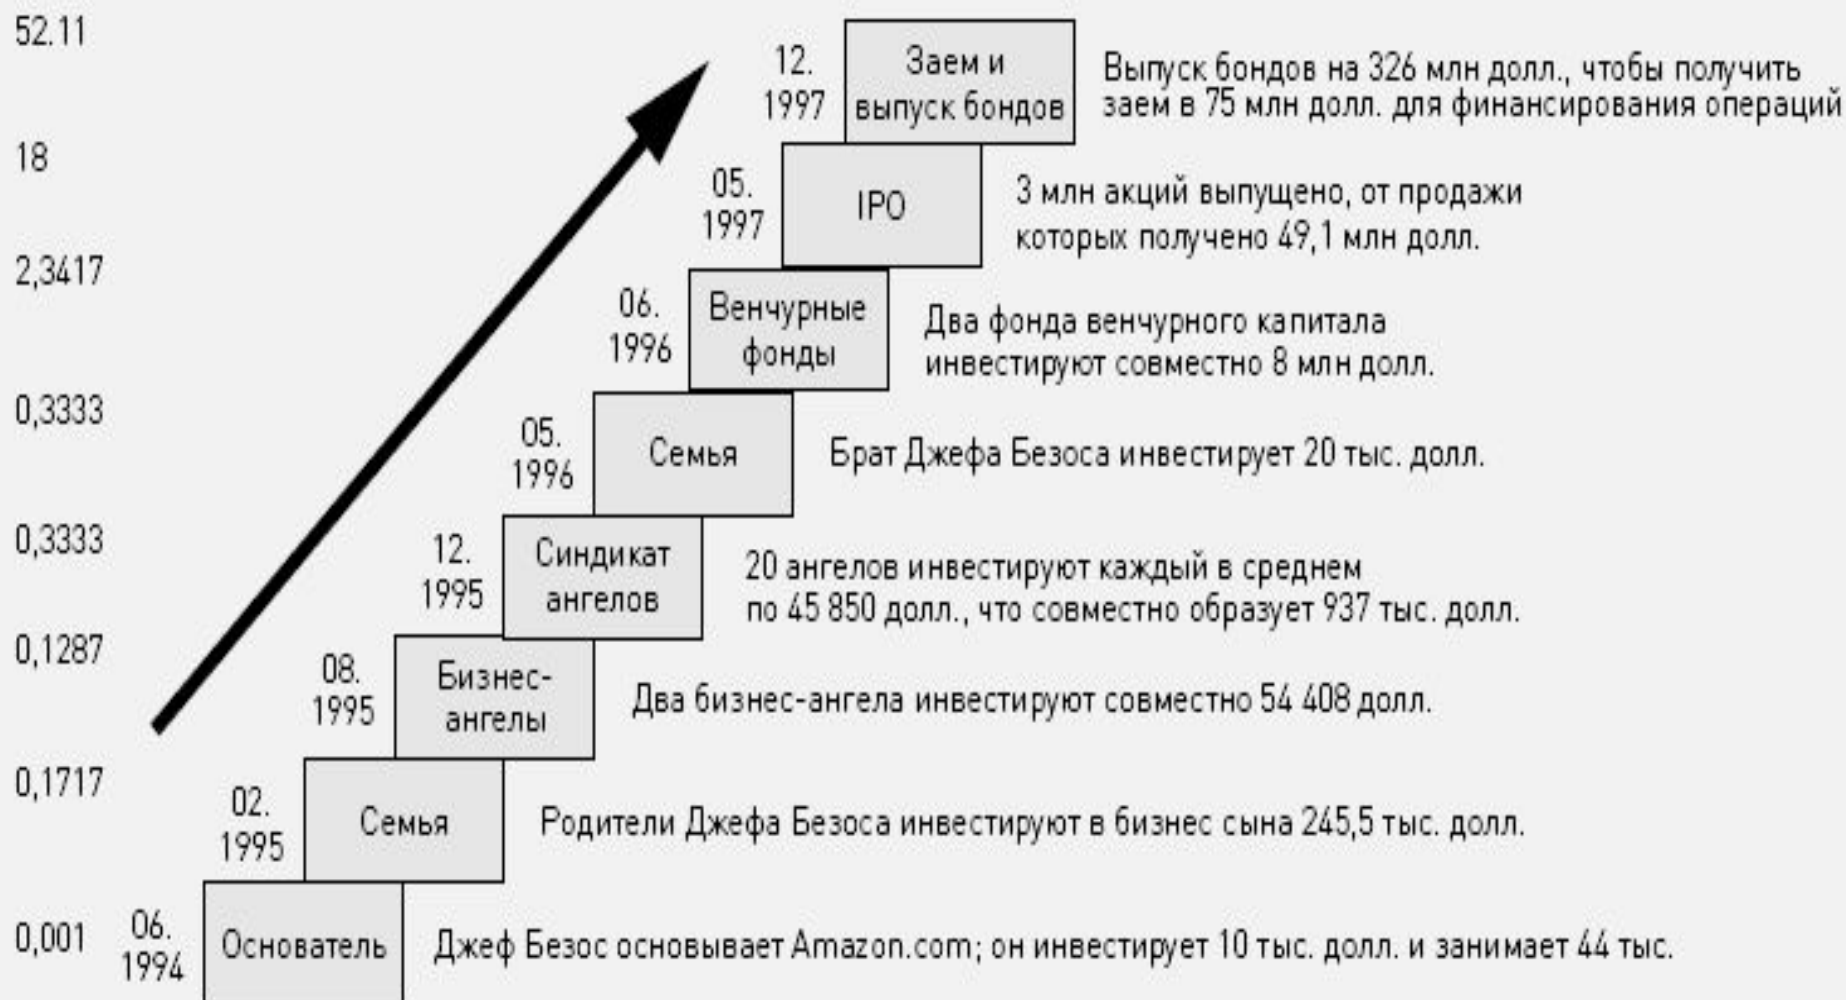 52.11
12.
1997
Заем и
выпуск бондов
Выпуск бондов на 326 млн долл., чтобы получить
заем в 75 млн долл. для финансирования операций
18
05.
1997
IPO
3 млн акций выпущено, от продажи
которых получено 49,1 млн долл.
2,3417
06.
1996
Венчурные
фонды
Два фонда венчурного капитала
инвестируют совместно 8 млн долл.
0,3333
05.
1996
Семья
Брат Джефа Безоса инвестирует 20 тыс. долл.
0,3333
12.
1995
Синдикат
ангелов
20 ангелов инвестируют каждый в среднем
по 45 850 долл., что совместно образует 937 тыс. долл.
0,1287
08.
1995
Бизнес-
ангелы
Два бизнес-ангела инвестируют совместно 54 408 долл.
0,1717
02.
1995
Семья
Родители Джефа Безоса инвестируют в бизнес сына 245,5 тыс. долл.
0,001
06.
1994
Основатель
Джеф Безос основывает Amazon.com; он инвестирует 10 тыс. долл. и занимает 44 тыс.